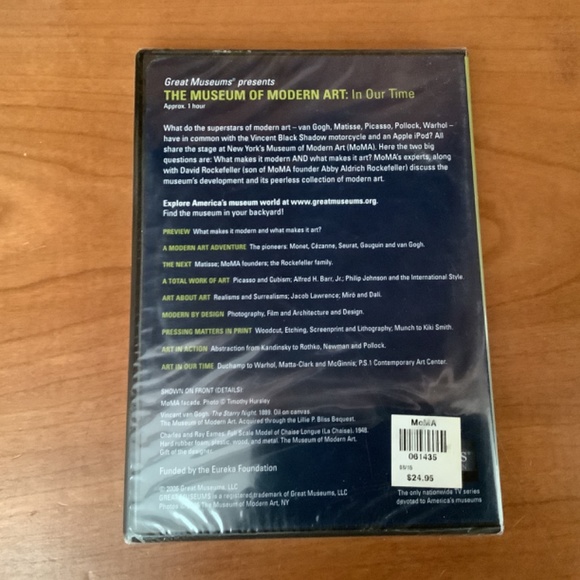 Great Museums® presents
THE MUSEUM OF MODERN ART: In Our Time
Approx. 1 hour
What do the superstars of modern art – van Gogh, Matisse, Picasso, Pollock, Warhol –
have in common with the Vincent Black Shadow motorcycle and an Apple iPod? All
share the stage at New York's Museum of Modern Art (MoMA). Here the two big
questions are: What makes it modern AND what makes it art? MoMA's experts, along
with David Rockefeller (son of MoMA founder Abby Aldrich Rockefeller) discuss the
museum's development and its peerless collection of modern art.
Explore America's museum world at www.greatmuseums.org.
Find the museum in your backyard!
PREVIEW What makes it modern and what makes it art?
A MODERN ART ADVENTURE The pioneers: Monet, Cézanne, Seurat, Gauguin and van Gogh.
THE NEXT Matisse; MoMA founders; the Rockefeller family.
A TOTAL WORK OF ART Picasso and Cubism; Alfred H. Barr, Jr.; Philip Johnson and the International Style.
ART ABOUT ART Realisms and Surrealisms; Jacob Lawrence; Miró and Dalí.
MODERN BY DESIGN Photography, Film and Architecture and Design.
PRESSING MATTERS IN PRINT Woodcut, Etching, Screenprint and Lithography; Munch to Kiki Smith.
ART IN ACTION Abstraction from Kandinsky to Rothko, Newman and Pollock.
ART IN OUR TIME Duchamp to Warhol, Matta-Clark and McGinnis; P.S.1 Contemporary Art Center.
SHOWN ON FRONT (DETAILS):
MoMA facade. Photo © Timothy Hursley
Vincent van Gogh. The Starry Night. 1889. Oil on canvas
The Museum of Modern Art. Acquired through the Lillie P. Bliss Bequest.
Charles and Ray Eames. Scale Model of Chaise Longue (La Chaise). 1948.
Hard rubber foam, plastic, wood, and metal. The Museum of Modern Art.
Gift of the designer.
Funded by the Eureka Foundation
Great Museums, LLC
GREAT MUSEUMS is a registered trademark of Great Museums, LLC
The Museum of Modern Art, NY
MoMA
061435
$24.95
The only nationwide TV series
devoted to America's museums